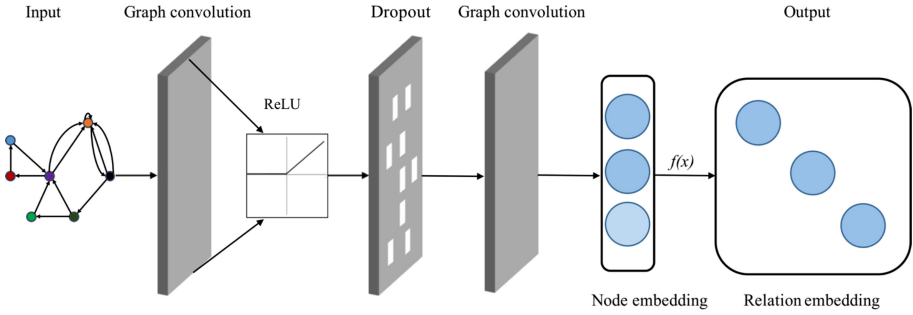 Input
Graph convolution
Dropout
Graph convolution
Output
ReLU
f(x)
Node embedding
Relation embedding